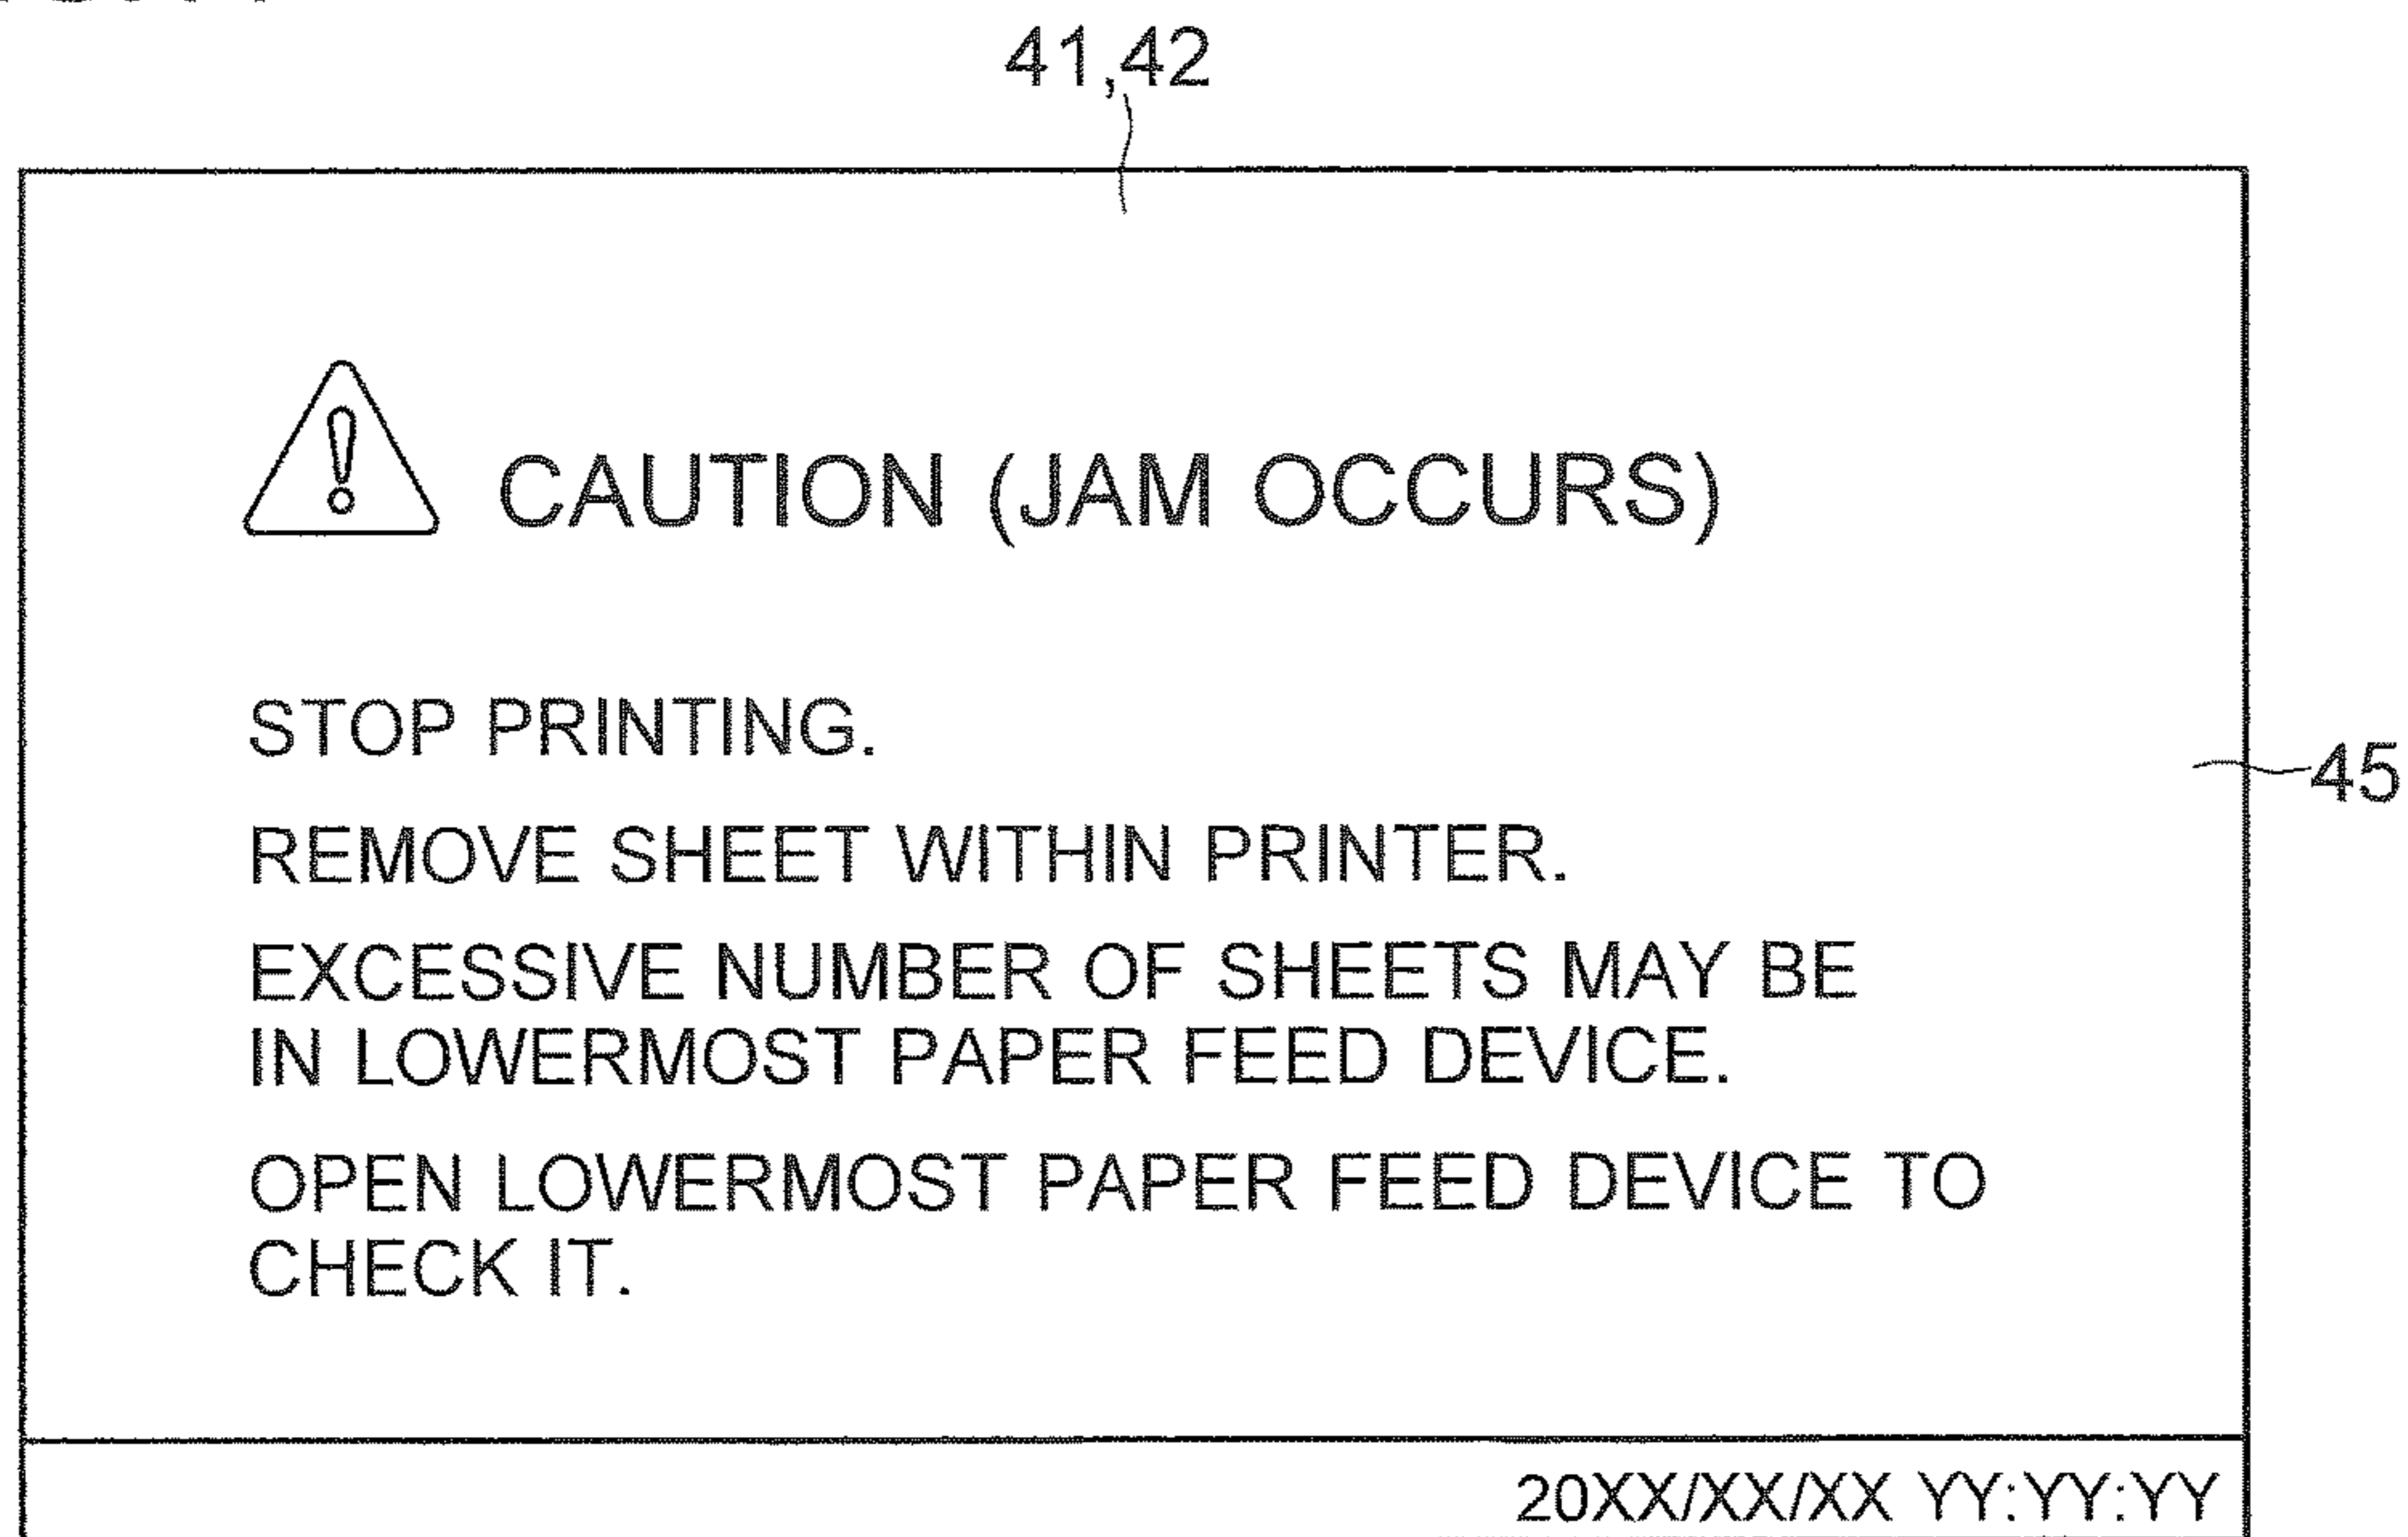 41,42
CAUTION (JAM OCCURS)
STOP PRINTING.
45
REMOVE SHEET WITHIN PRINTER.
EXCESSIVE NUMBER OF SHEETS MAY BE
IN LOWERMOST PAPER FEED DEVICE.
OPEN LOWERMOST PAPER FEED DEVICE TO
CHECK IT.
20XX/XX/XX YY:YY:YY